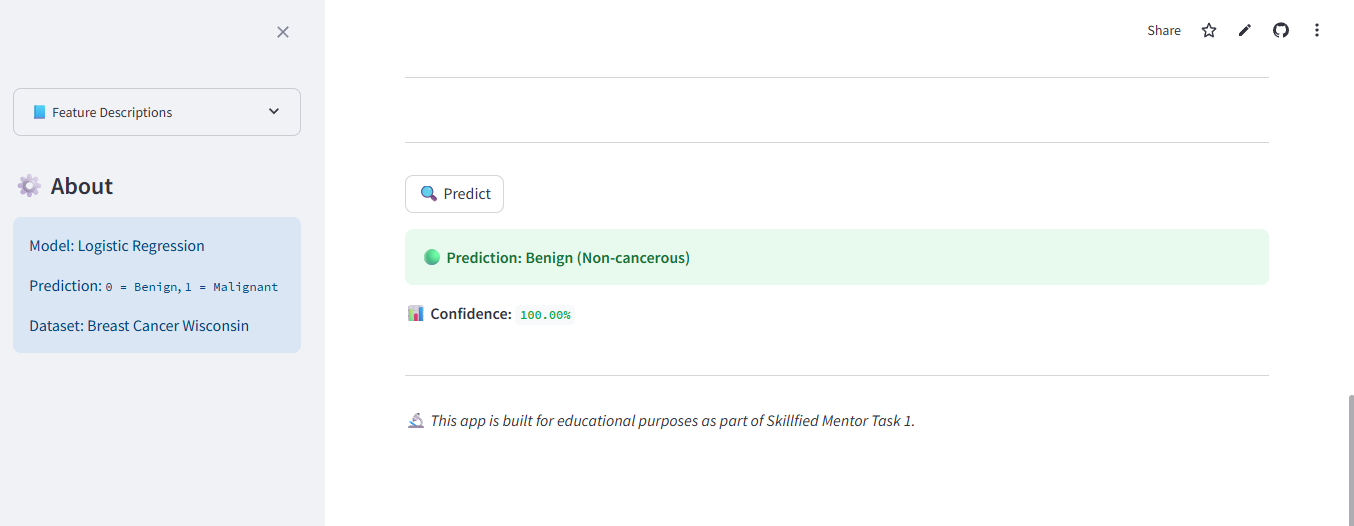 Share
Feature Descriptions
About
Model: Logistic Regression
Prediction: 0 = Benign, 1 = Malignant
Dataset: Breast Cancer Wisconsin
Predict
Prediction: Benign (Non-cancerous)
Confidence: 100.00%
This app is built for educational purposes as part of Skillfied Mentor Task 1.